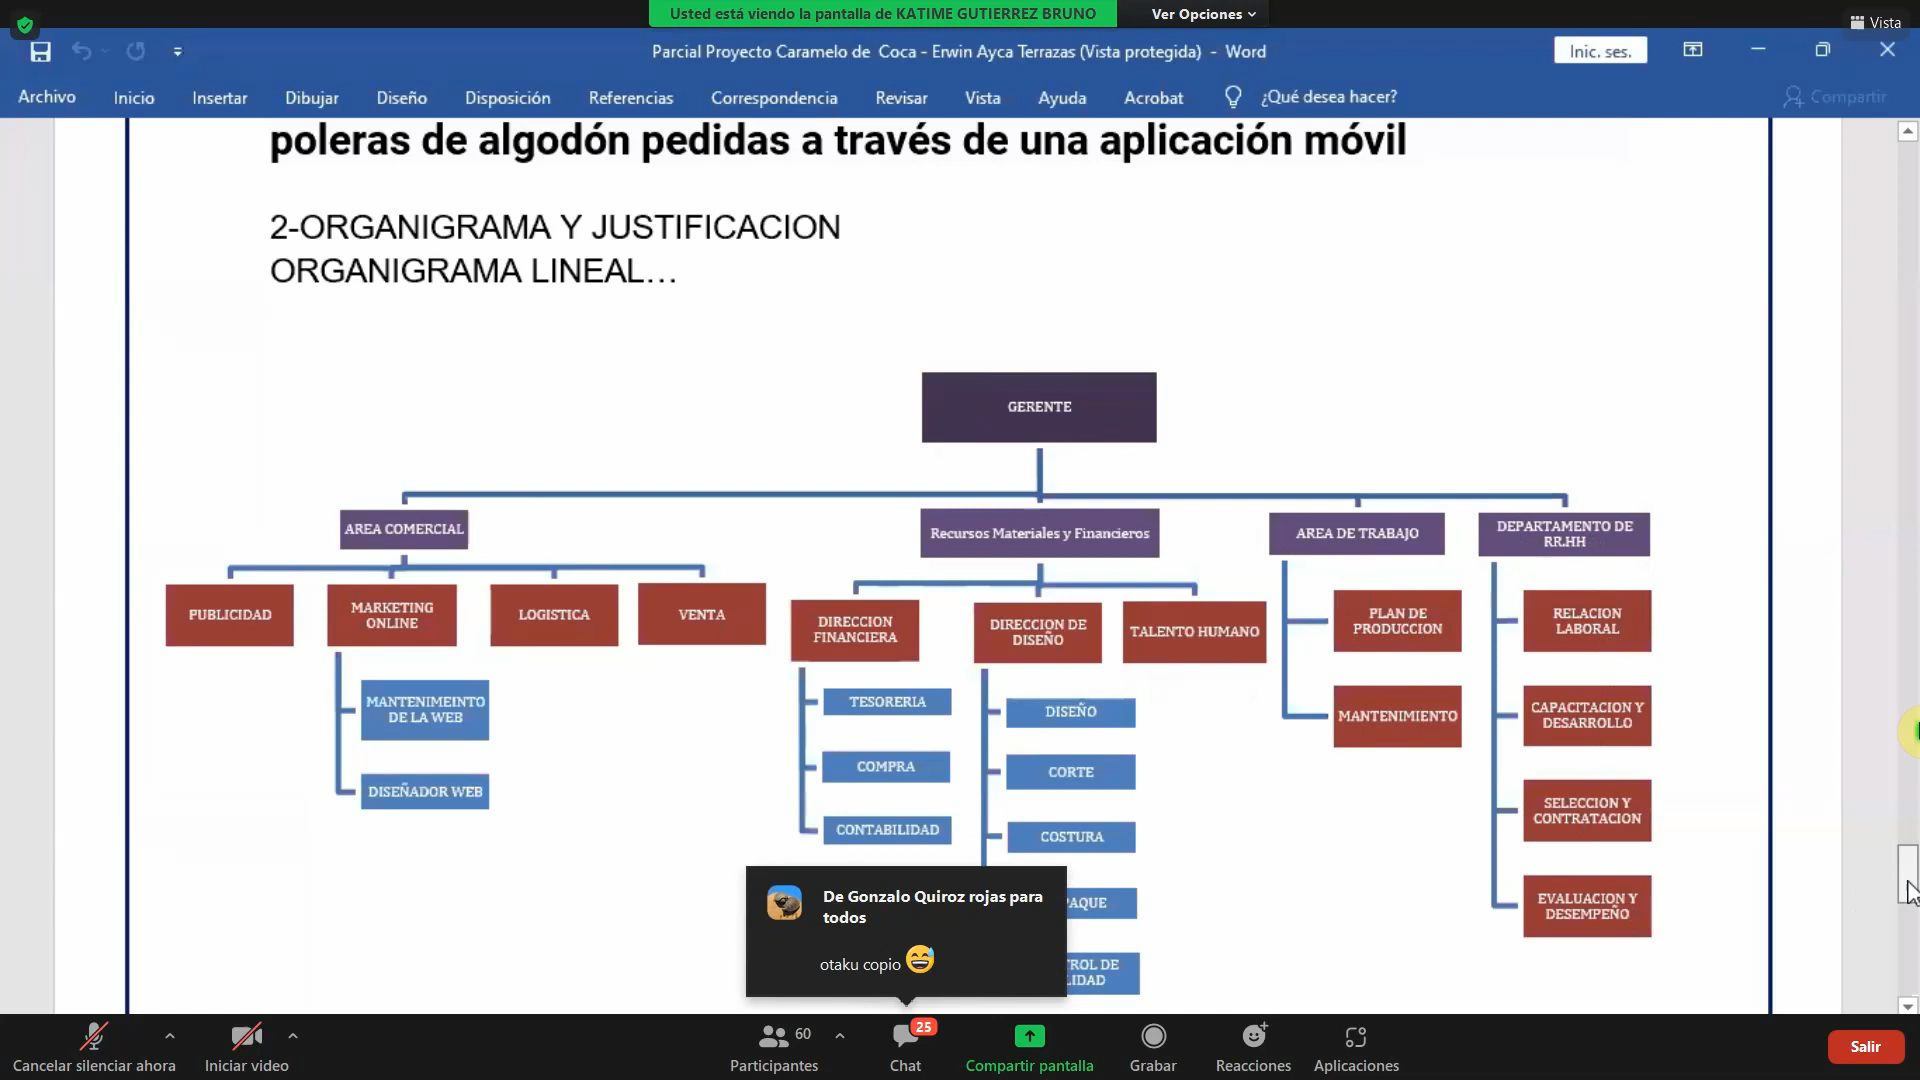 Usted está viendo la pantalla de KATIME GUTIERREZ BRUNO
Ver Opciones
Vista
Parcial Proyecto Caramelo de Coca - Erwin Ayca Terrazas (Vista protegida) - Word
Inic. ses.
Archivo
Inicio
Insertar
Dibujar
Diseño
Disposición
Referencias
Correspondencia
Revisar
Vista
Ayuda
Acrobat
¿Qué desea hacer?
Compartir
poleras de algodón pedidas a través de una aplicación móvil
2-ORGANIGRAMA Y JUSTIFICACION
ORGANIGRAMA LINEAL...
GERENTE
AREA COMERCIAL
Recursos Materiales y Financieros
AREA DE TRABAJO
DEPARTAMENTO DE
RR.HH
PUBLICIDAD
MARKETING
ONLINE
LOGISTICA
VENTA
DIRECCION
FINANCIERA
DIRECCION DE
DISEÑO
TALENTO HUMANO
PLAN DE
PRODUCCION
RELACION
LABORAL
MANTENIMEINTO
DE LA WEB
TESORERIA
DISEÑO
MANTENIMIENTO
CAPACITACION Y
DESARROLLO
DISEÑADOR WEB
COMPRA
CORTE
CONTABILIDAD
COSTURA
SELECCION Y
CONTRATACION
PAQUE
EVALUACION Y
DESEMPEÑO
TROL DE
LIDAD
De Gonzalo Quiroz rojas para
todos
otaku copio 😅
Cancelar silenciar ahora
Iniciar video
60
Participantes
25
Chat
Compartir pantalla
Grabar
Reacciones
Aplicaciones
Salir